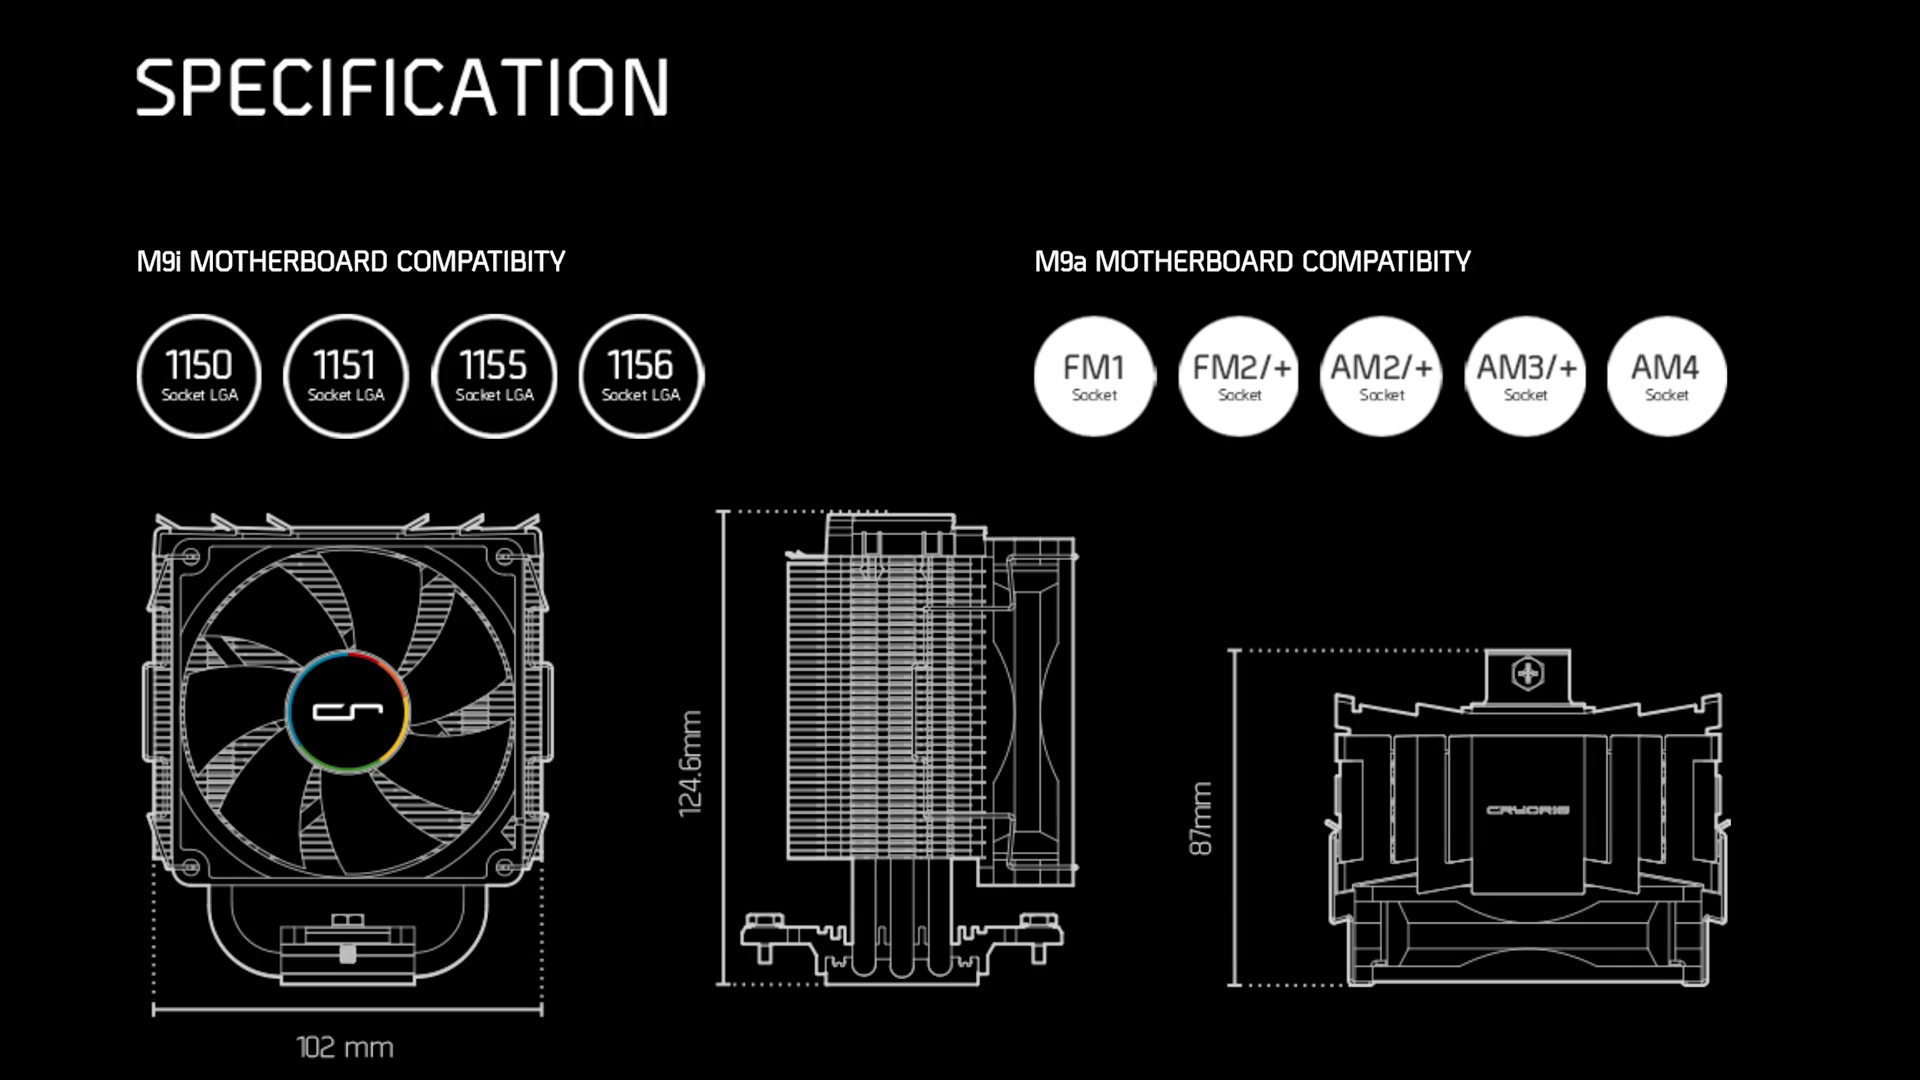 SPECIFICATION
M9i MOTHERBOARD COMPATIBITY
1150
Socket LGA
1151
Socket LGA
1155
Socket LGA
1156
Socket LGA
M9a MOTHERBOARD COMPATIBITY
FM1
Socket
FM2/+
Socket
AM2/+
Socket
AM3/+
Socket
AM4
Socket
102 mm
124.6mm
87mm
CRYORIG